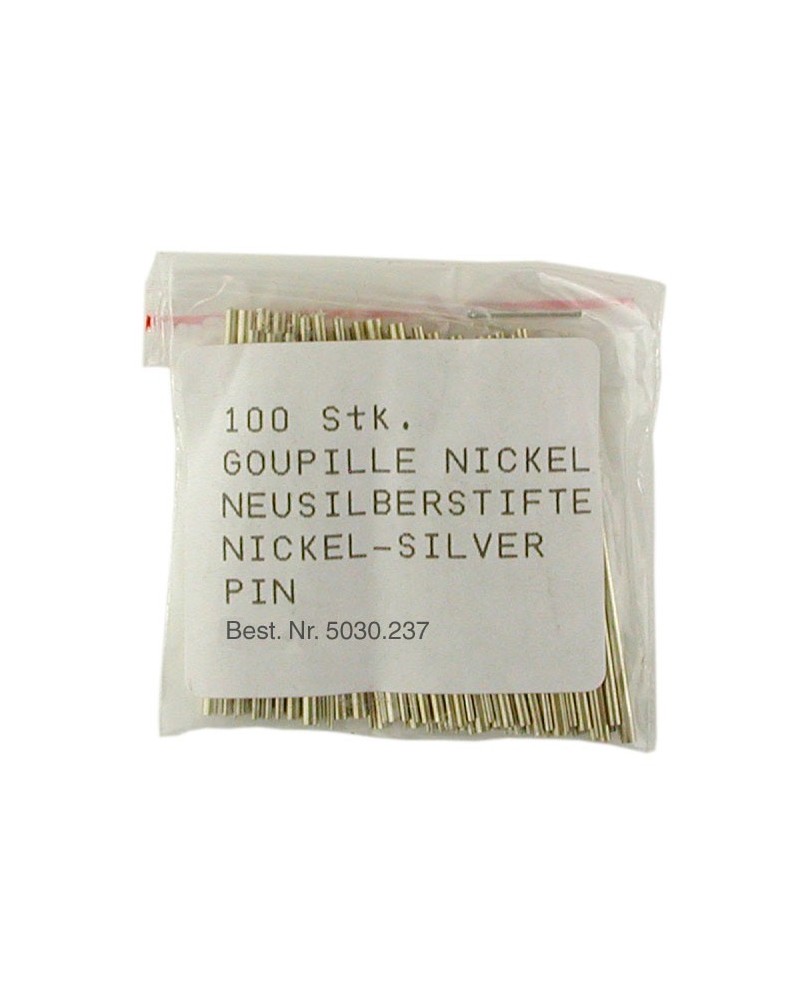 100 Stk.
GOUPILLE NICKEL
NEUSILBERSTIFTE
NICKEL-SILVER
PIN
Best. Nr. 5030.237